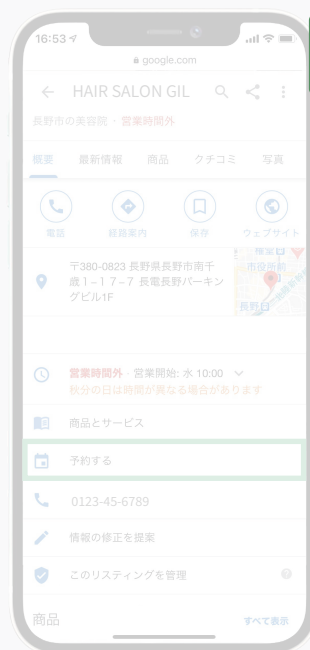 16:53
google.com
HAIR SALON GIL
長野市の美容院・営業時間外
概要 最新情報 商品 クチコミ 写真
電話 経路案内 保存 ウェブサイト
〒380-0823 長野県長野市南千
歳1−17−7 長電長野パーキン
グビル1F
市役所前
長野
営業時間外・営業開始: 水 10:00
秋分の日は時間が異なる場合があります
商品とサービス
予約する
0123-45-6789
情報の修正を提案
このリスティングを管理
商品 すべて表示